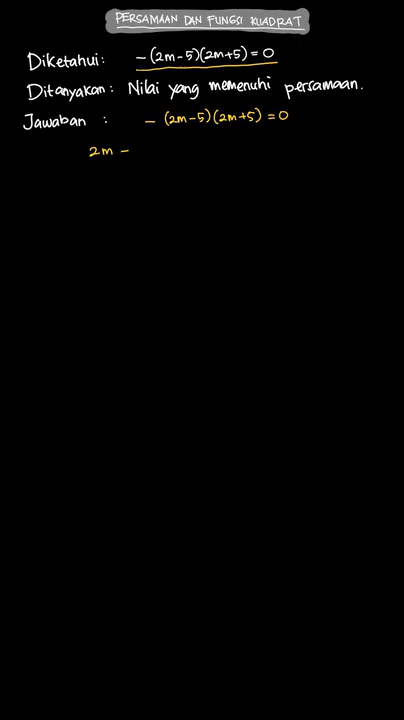 PERSAMAAN DAN FUNGSI KUADRAT
Diketahui: -(2m-5)(2m+5) = 0
Ditanyakan: Nilai yang memenuhi persamaan.
Jawaban : - (2m-5)(2m+5) = 0
2m -